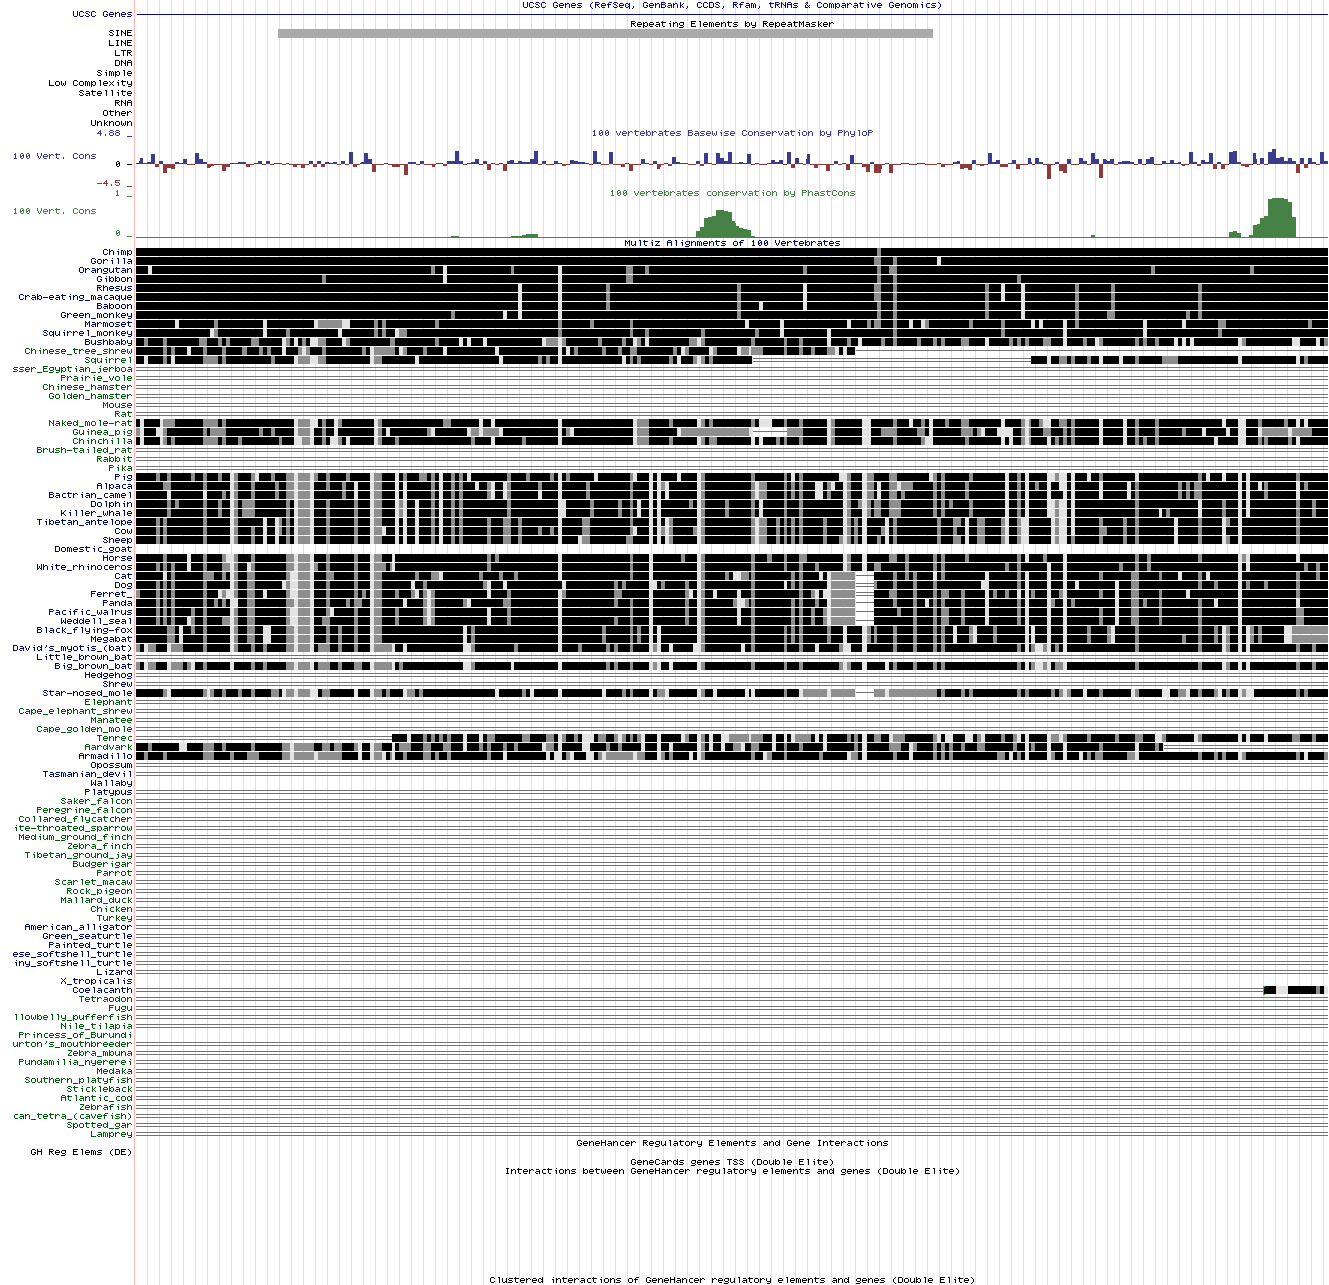 UCSC Genes (RefSeq, GenBank, CCDS, Rfam, tRNAs & Comparative Genomics)
UCSC Genes
Repeating Elements by RepeatMasker
SINE
LINE
LTR
DNA
Simple
Low Complexity
Satellite
RNA
Other
Unknown
4.88 _
100 vertebrates Basewise Conservation by PhyloP
100 Vert. Cons
0 -
-4.5 _
100 vertebrates conservation by PhastCons
1 _
100 Vert. Cons
0 _
Multiz Alignments of 100 Vertebrates
Chimp
Gorilla
Orangutan
Gibbon
Rhesus
Crab-eating_macaque
Baboon
Green_monkey
Marmoset
Squirrel_monkey
Bushbaby
Chinese_tree_shrew
Squirrel
sser_Egyptian_jerboa
Prairie_vole
Chinese_hamster
Golden_hamster
Mouse
Rat
Naked_mole-rat
Guinea_pig
Chinchilla
Brush-tailed_rat
Rabbit
Pika
Pig
Alpaca
Bactrian_camel
Dolphin
Killer_whale
Tibetan_antelope
Cow
Sheep
Domestic_goat
Horse
White_rhinoceros
Cat
Dog
Ferret_
Panda
Pacific_walrus
Weddell_seal
Black_flying-fox
Megabat
David's_myotis_(bat)
Little_brown_bat
Big_brown_bat
Hedgehog
Shrew
Star-nosed_mole
Elephant
Cape_elephant_shrew
Manatee
Cape_golden_mole
Tenrec
Aardvark
Armadillo
Opossum
Tasmanian_devil
Wallaby
Platypus
Saker_falcon
Peregrine_falcon
Collared_flycatcher
ite-throated_sparrow
Medium_ground_finch
Zebra_finch
Tibetan_ground_jay
Budgerigar
Parrot
Scarlet_macaw
Rock_pigeon
Mallard_duck
Chicken
Turkey
American_alligator
Green_seaturtle
Painted_turtle
ese_softshell_turtle
iny_softshell_turtle
Lizard
X_tropicalis
Coelacanth
Tetraodon
Fugu
llowbelly_pufferfish
Nile_tilapia
Princess_of_Burundi
urton's_mouthbreeder
Zebra_mbuna
Pundamilia_nyererei
Medaka
Southern_platyfish
Stickleback
Atlantic_cod
Zebrafish
can_tetra_(cavefish)
Spotted_gar
Lamprey
GeneHancer Regulatory Elements and Gene Interactions
GH Reg Elems (DE)
GeneCards genes TSS (Double Elite)
Interactions between GeneHancer regulatory elements and genes (Double Elite)
Clustered interactions of GeneHancer regulatory elements and genes (Double Elite)